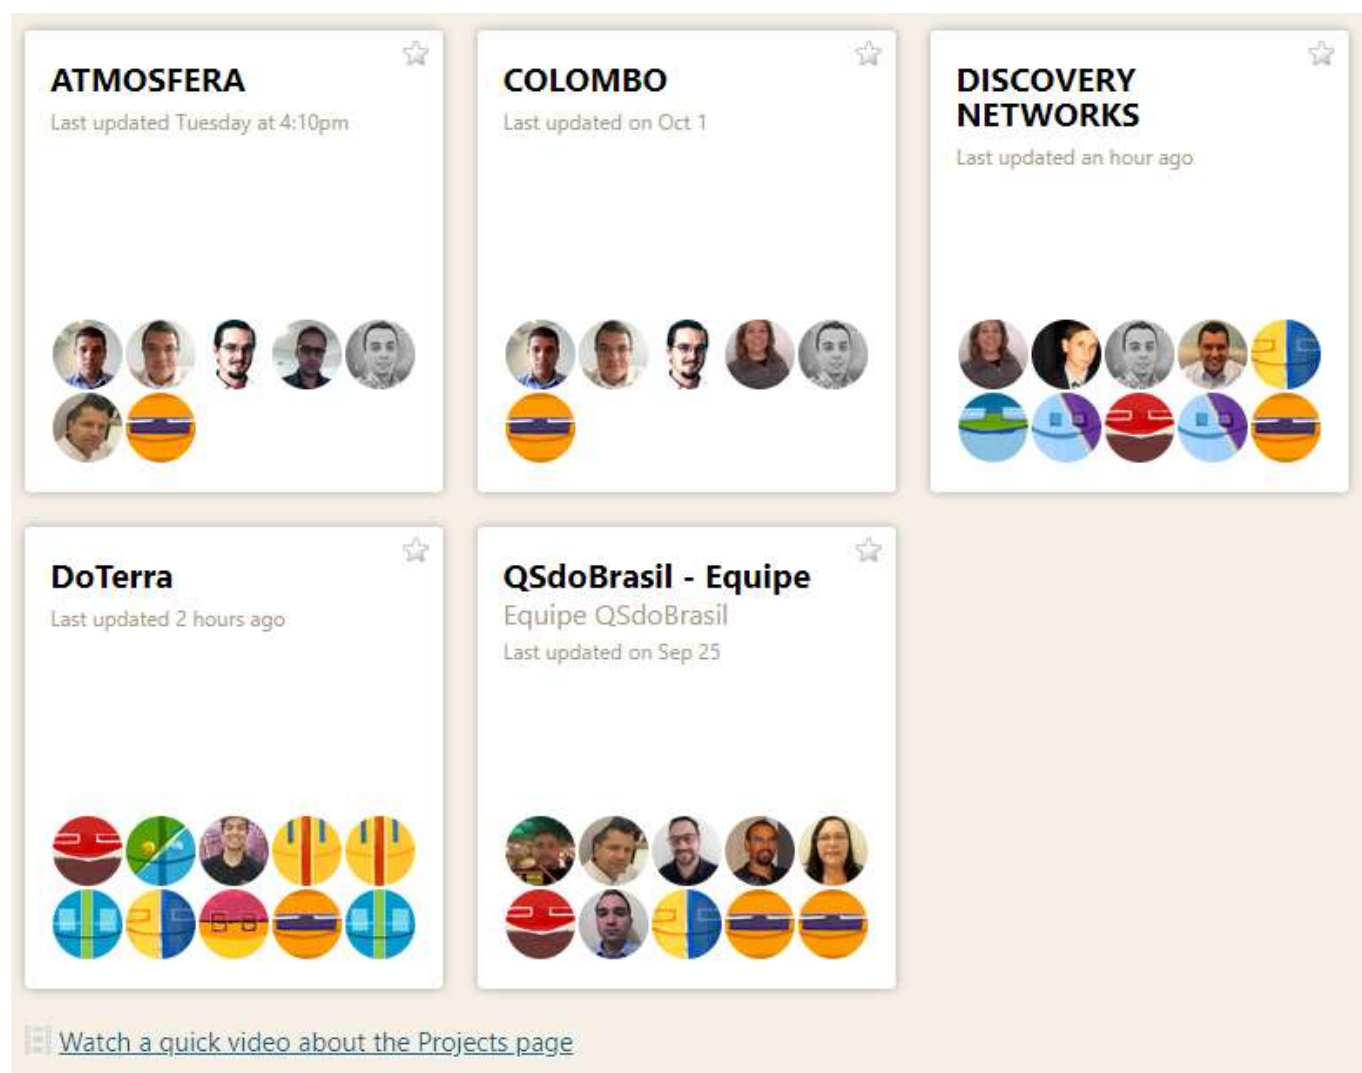 ATMOSFERA
Last updated Tuesday at 4:10pm
COLOMBO
Last updated on Oct 1
DISCOVERY
NETWORKS
Last updated an hour ago
DoTerra
Last updated 2 hours ago
QSdoBrasil - Equipe
Equipe QSdoBrasil
Last updated on Sep 25
Watch a quick video about the Projects page